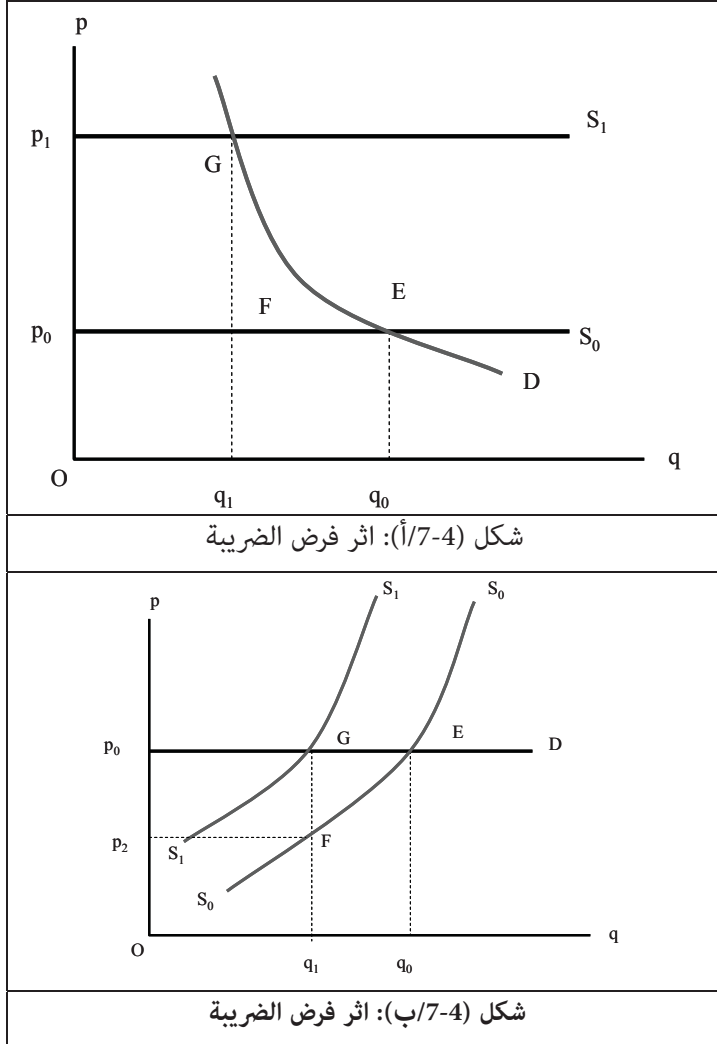 p
S₁
p₁
G
E
F
p₀
S₀
D
O
q
q₁ q₀
شكل (4-7/أ): اثر فرض الضريبة
S₁ S₀
p
p₀ G E D
p₂ F
S₁
S₀
O q
q₁ q₀
شكل (4-7/ب): اثر فرض الضريبة